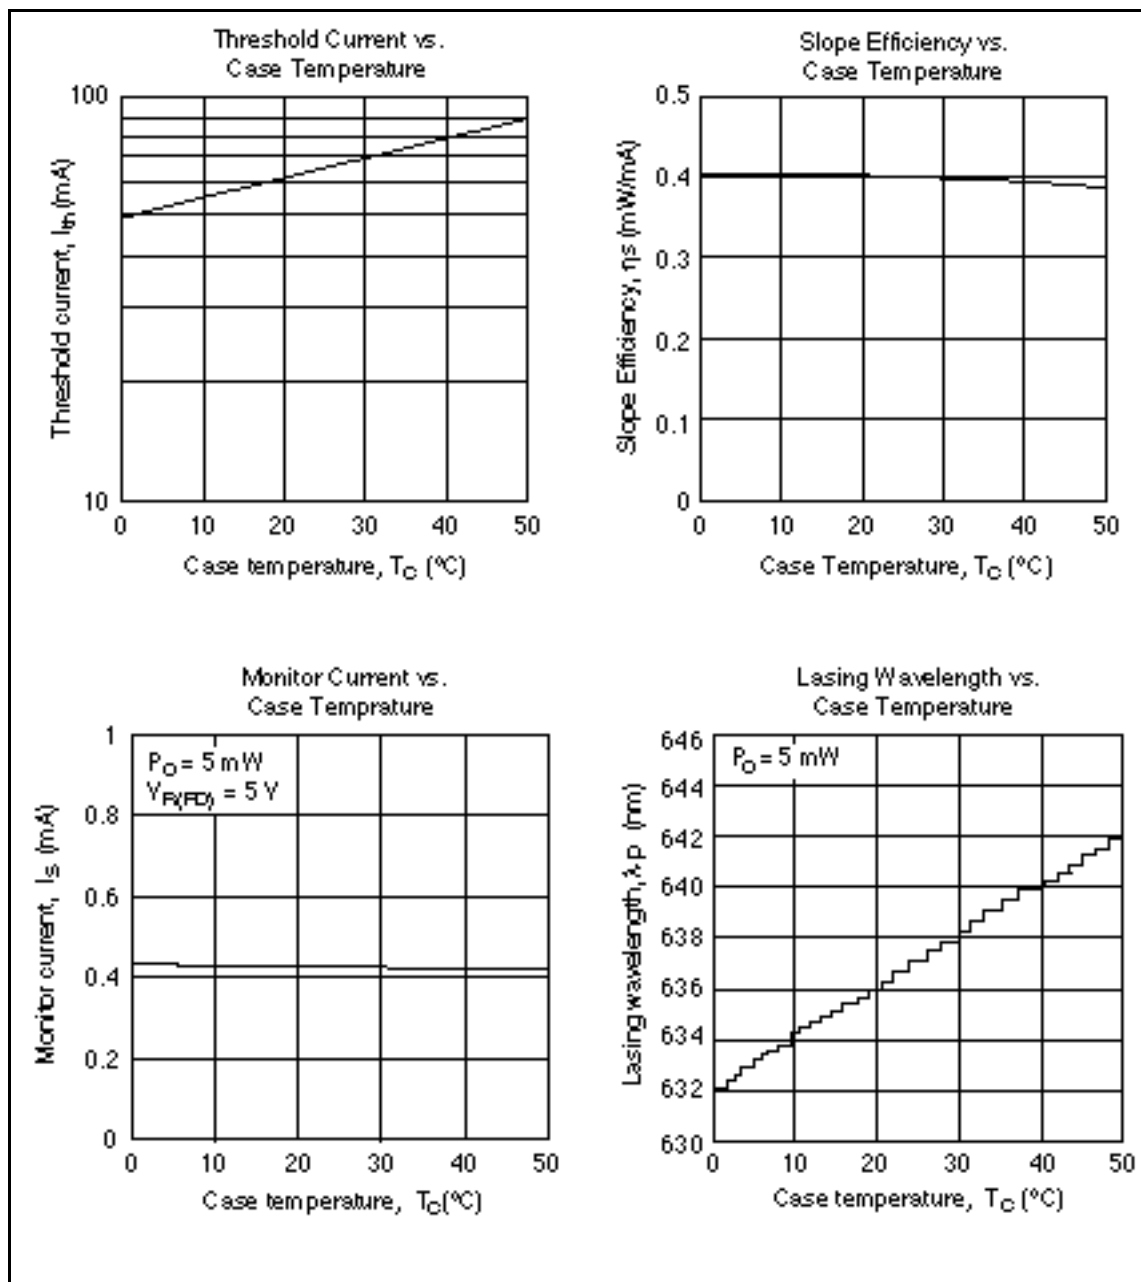 Threshold Current vs.
Case Temperature
100
10
0 10 20 30 40 50
Threshold current, Ith (mA)
Case temperature, TC (ºC)
Slope Efficiency vs.
Case Temperature
0.5
0.4
0.3
0.2
0.1
0
0 10 20 30 40 50
Slope Efficiency, ηs (mW/mA)
Case Temperature, TC (ºC)
Monitor Current vs.
Case Temprature
PO = 5 mW
VR(PD) = 5 V
1
0.8
0.6
0.4
0.2
0
0 10 20 30 40 50
Monitor current, IS (mA)
Case temperature, TC(ºC)
Lasing Wavelength vs.
Case Temperature
PO = 5 mW
646
644
642
640
638
636
634
632
630
0 10 20 30 40 50
Lasing wavelength, λp (nm)
Case temperature, TC (ºC)